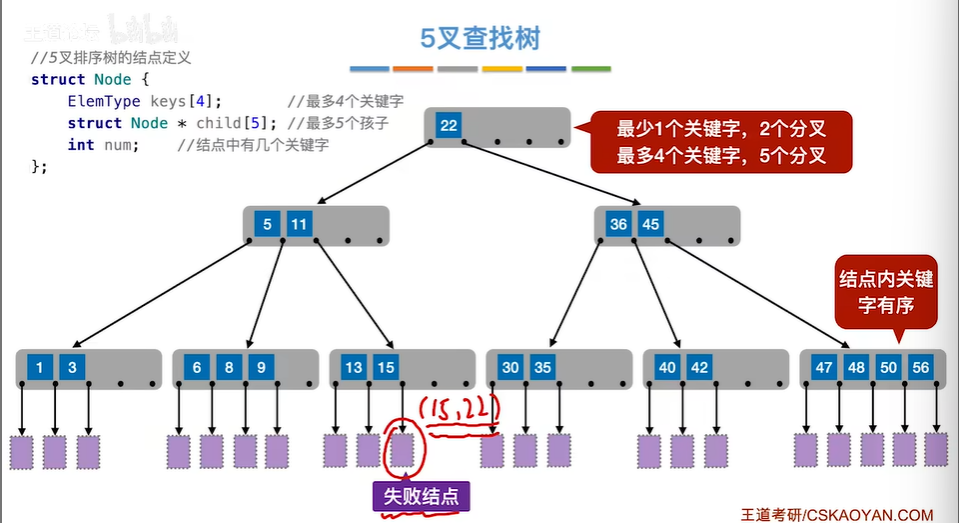 王道考研 bilibili
5叉查找树
//5叉排序树的结点定义
struct Node {
ElemType keys[4]; //最多4个关键字
struct Node * child[5]; //最多5个孩子
int num; //结点中有几个关键字
};
22
最少1个关键字，2个分叉
最多4个关键字，5个分叉
5 11
36 45
结点内关键
字有序
1 3
6 8 9
13 15
30 35
40 42
47 48 50 56
(15,22)
失败结点
王道考研/CSKAOYAN.COM